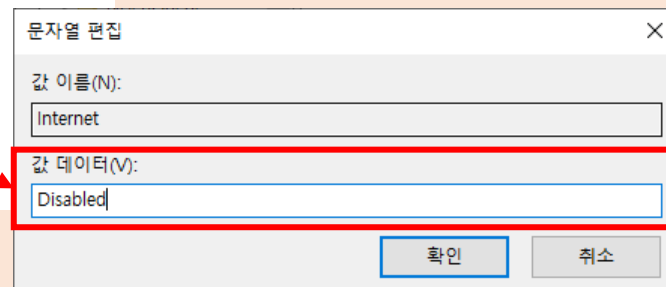 문자열 편집
값 이름(N):
Internet
값 데이터(V):
Disabled
확인
취소